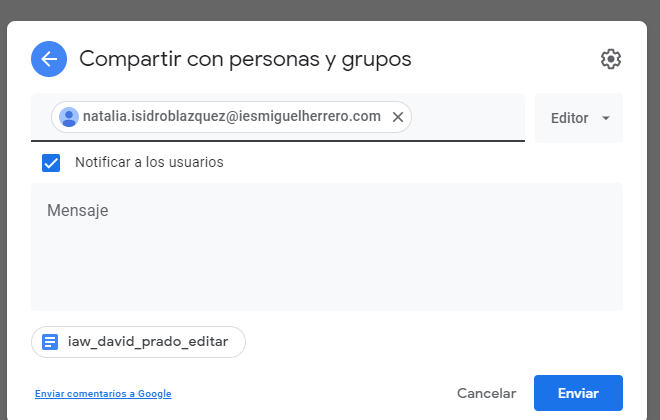 Compartir con personas y grupos
natalia.isidroblazquez@iesmiguelherrero.com
Editor
Notificar a los usuarios
Mensaje
iaw_david_prado_editar
Enviar comentarios a Google
Cancelar
Enviar